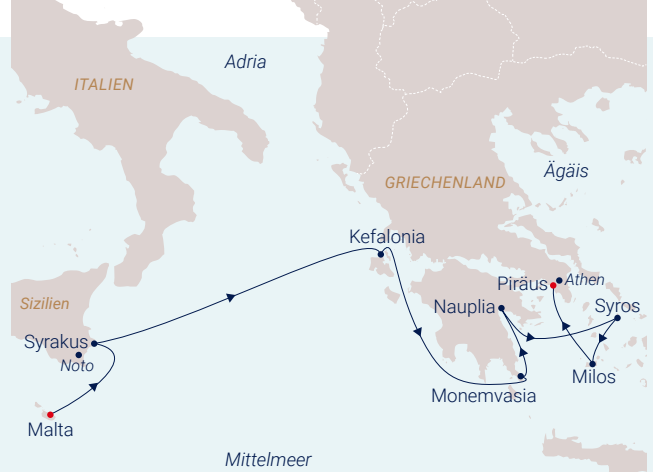 Adria
ITALIEN
Ägäis
GRIECHENLAND
Kefalonia
Piräus
Athen
Sizilien
Nauplia
Syros
Syrakus
Noto
Milos
Monemvasia
Malta
Mittelmeer